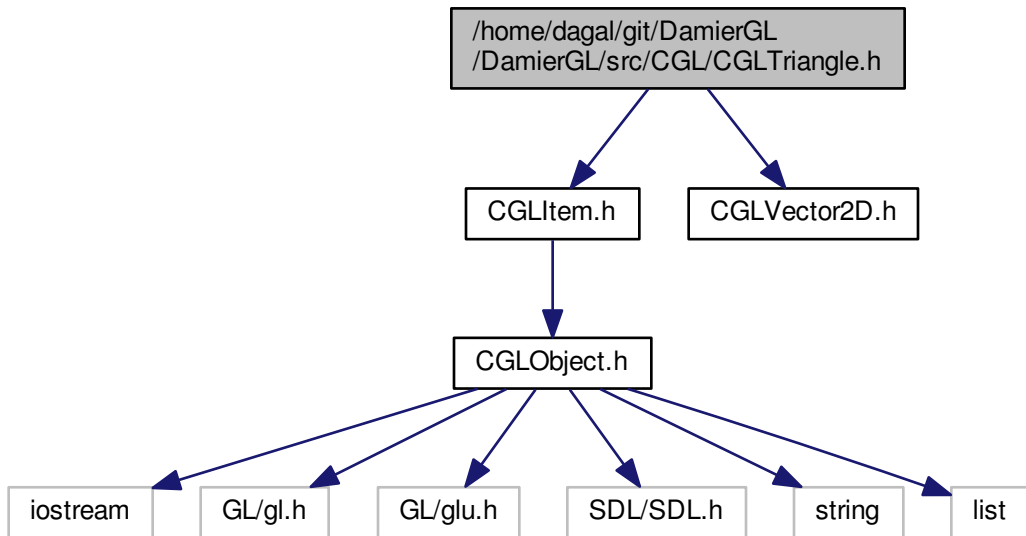 /home/dagal/git/DamierGL
/DamierGL/src/CGL/CGLTriangle.h
CGLItem.h
CGLVector2D.h
CGLObject.h
iostream
GL/gl.h
GL/glu.h
SDL/SDL.h
string
list